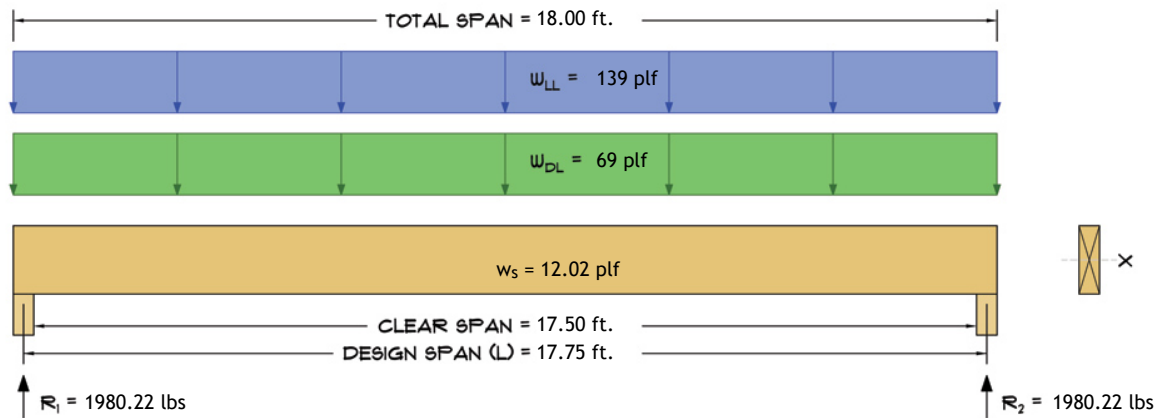 TOTAL SPAN = 18.00 ft.
WLL = 139 plf
WDL = 69 plf
ws = 12.02 plf
X
CLEAR SPAN = 17.50 ft.
DESIGN SPAN (L) = 17.75 ft.
R1 = 1980.22 lbs
R2 = 1980.22 lbs